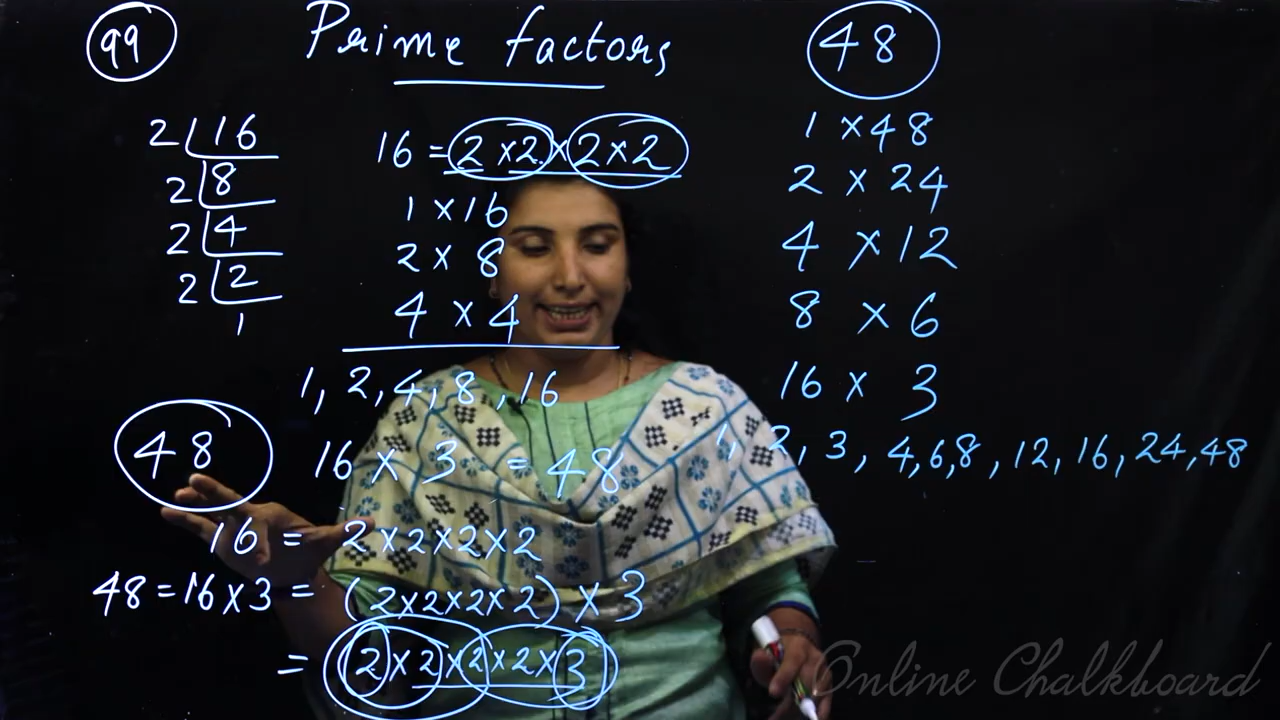 99
Prime factors
2 16
2 8
2 4
2 2
1
16 = 2 × 2 × 2 × 2
1 × 16
2 × 8
4 × 4
1, 2, 4, 8, 16
48
16 × 3 = 48
16 = 2×2×2×2
48 = 16×3 = (2×2×2×2) × 3
= 2×2×2×2×3
48
1 × 48
2 × 24
4 × 12
8 × 6
16 × 3
1, 2, 3, 4, 6, 8, 12, 16, 24, 48
Online Chalkboard